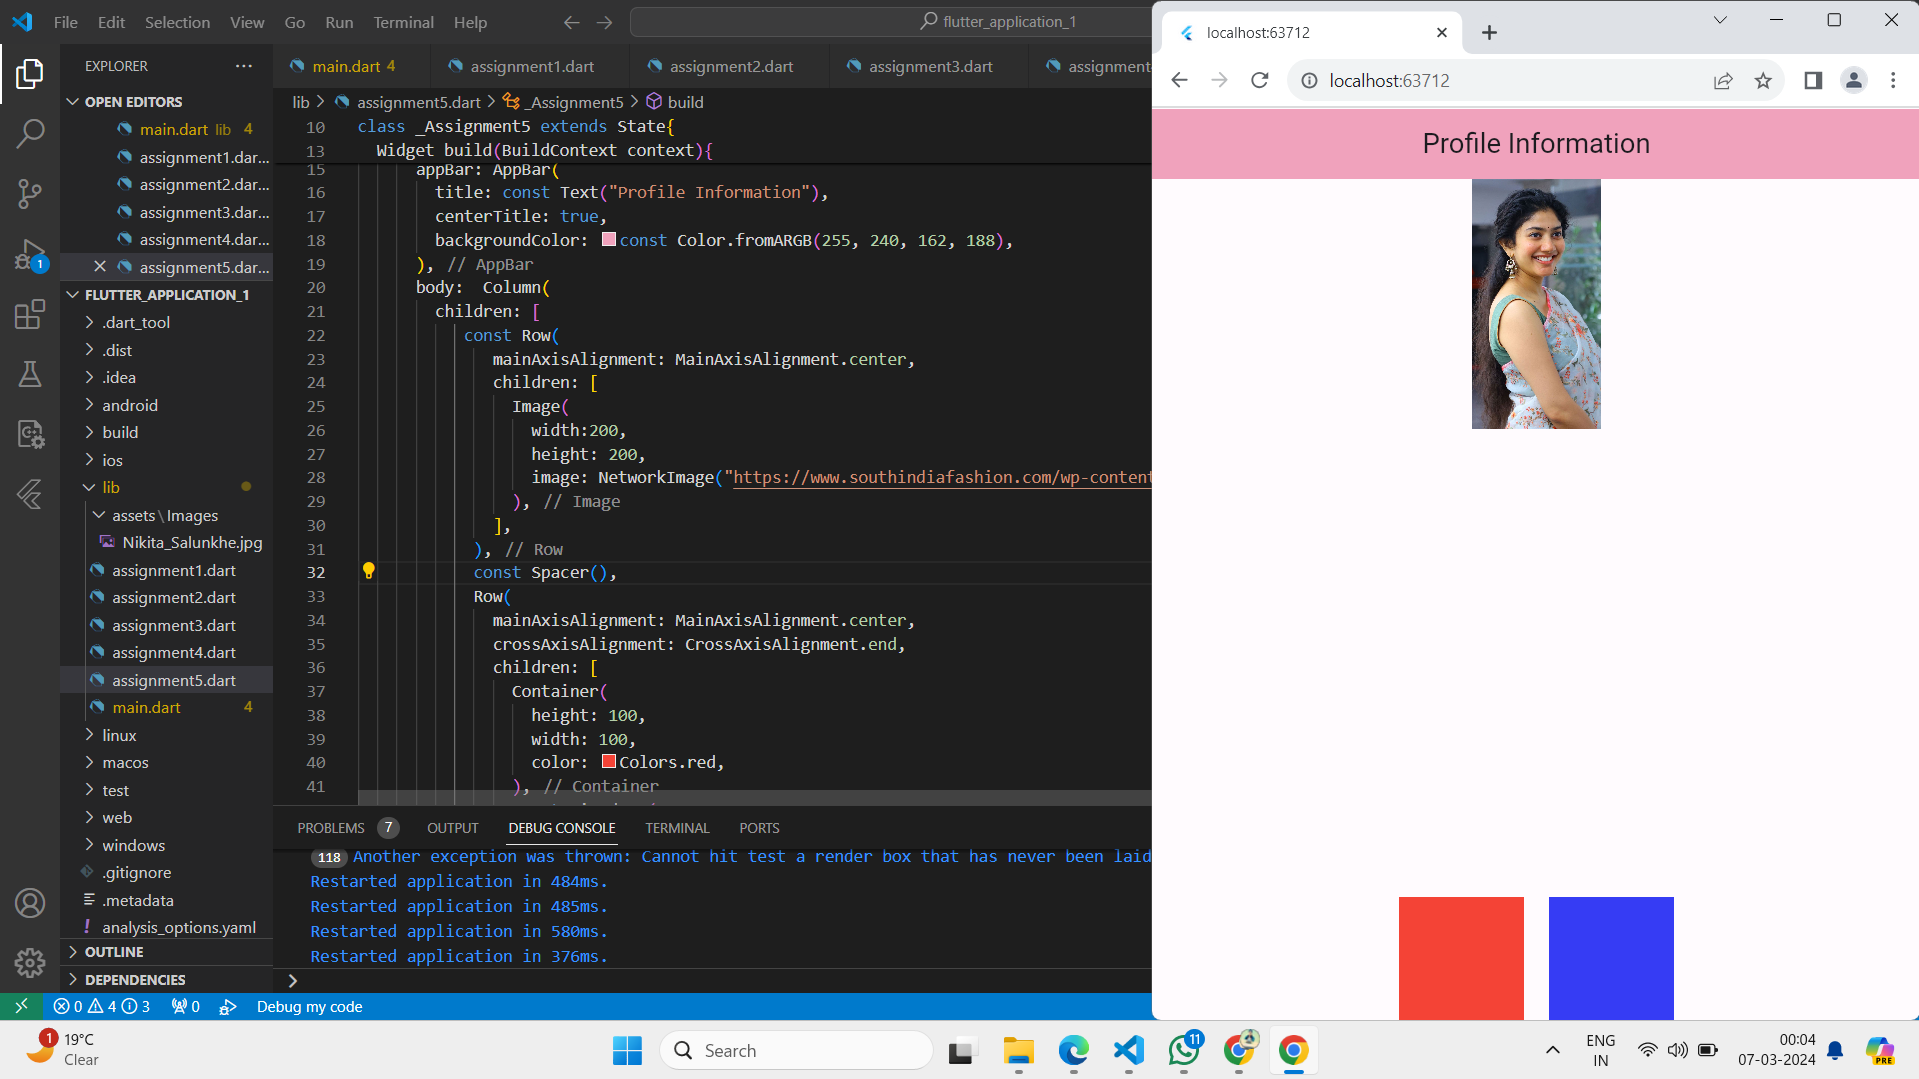 File Edit Selection View Go Run Terminal Help
flutter_application_1
EXPLORER
OPEN EDITORS
main.dart lib 4
assignment1.dar...
assignment2.dar...
assignment3.dar...
assignment4.dar...
assignment5.dar...
FLUTTER_APPLICATION_1
.dart_tool
.dist
.idea
android
build
ios
lib
assets\Images
Nikita_Salunkhe.jpg
assignment1.dart
assignment2.dart
assignment3.dart
assignment4.dart
assignment5.dart
main.dart 4
linux
macos
test
web
windows
.gitignore
.metadata
analysis_options.yaml
OUTLINE
DEPENDENCIES
main.dart 4 assignment1.dart assignment2.dart assignment3.dart assignment
lib > assignment5.dart > _Assignment5 > build
10 class _Assignment5 extends State{
13 Widget build(BuildContext context){
15 appBar: AppBar(
16 title: const Text("Profile Information"),
17 centerTitle: true,
18 backgroundColor: const Color.fromARGB(255, 240, 162, 188),
19 ), // AppBar
20 body:  Column(
21 children: [
22 const Row(
23 mainAxisAlignment: MainAxisAlignment.center,
24 children: [
25 Image(
26 width:200,
27 height: 200,
28 image: NetworkImage("https://www.southindiafashion.com/wp-content
29 ), // Image
30 ],
31 ), // Row
32 const Spacer(),
33 Row(
34 mainAxisAlignment: MainAxisAlignment.center,
35 crossAxisAlignment: CrossAxisAlignment.end,
36 children: [
37 Container(
38 height: 100,
39 width: 100,
40 color: Colors.red,
41 ), // Container
PROBLEMS 7 OUTPUT DEBUG CONSOLE TERMINAL PORTS
118 Another exception was thrown: Cannot hit test a render box that has never been laid
Restarted application in 484ms.
Restarted application in 485ms.
Restarted application in 580ms.
Restarted application in 376ms.
>
1
0 4 3 0 Debug my code
localhost:63712
localhost:63712
Profile Information
1
19°C
Clear
Search
11
PRE
ENG
IN
00:04
07-03-2024